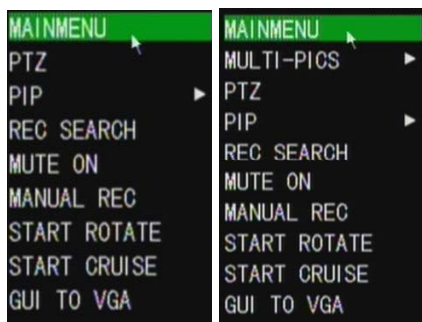 MAINMENU
PTZ
PIP
REC SEARCH
MUTE ON
MANUAL REC
START ROTATE
START CRUISE
GUI TO VGA
MAINMENU
MULTI-PICS
PTZ
PIP
REC SEARCH
MUTE ON
MANUAL REC
START ROTATE
START CRUISE
GUI TO VGA